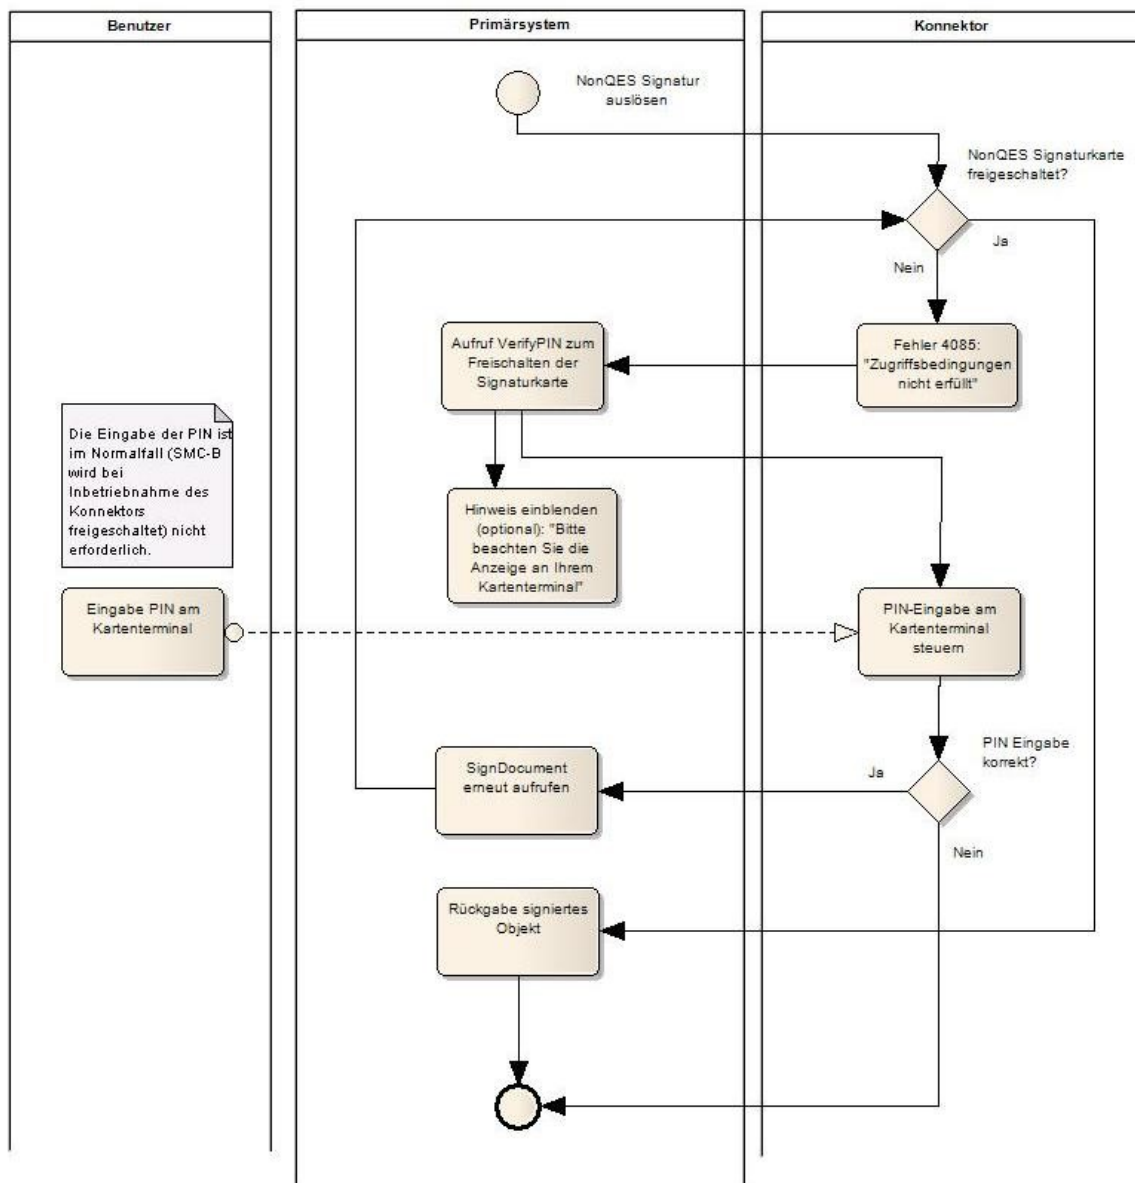 Benutzer
Primärsystem
Konnektor
NonQES Signatur
auslösen
NonQES Signaturkarte
freigeschaltet?
Ja
Nein
Aufruf VerifyPIN zum
Freischalten der
Signaturkarte
Fehler 4085:
"Zugriffsbedingungen
nicht erfüllt"
Die Eingabe der PIN ist
im Normalfall (SMC-B
wird bei
Inbetriebnahme des
Konnektors
freigeschaltet) nicht
erforderlich.
Hinweis einblenden
(optional): "Bitte
beachten Sie die
Anzeige an Ihrem
Kartenterminal"
Eingabe PIN am
Kartenterminal
PIN-Eingabe am
Kartenterminal
steuern
PIN Eingabe
korrekt?
SignDocument
erneut aufrufen
Ja
Nein
Rückgabe signiertes
Objekt